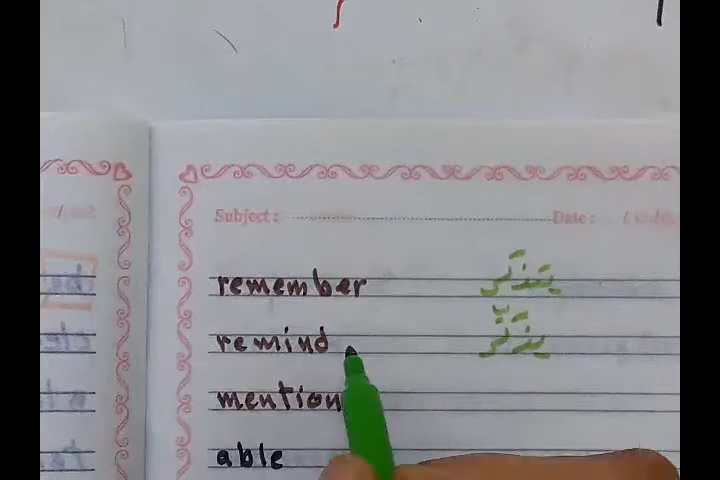 Subject : Date : / /
remember يتذكر
remind يذكر
mention
able